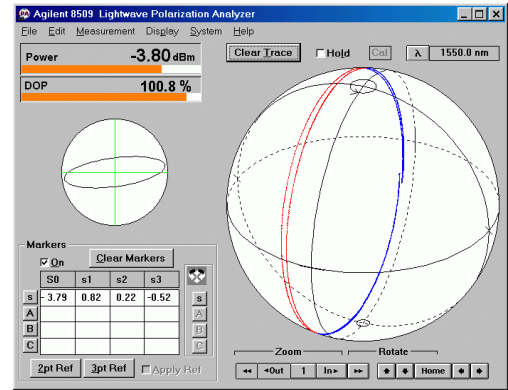 Agilent 8509 Lightwave Polarization Analyzer
File Edit Measurement Display System Help
Power -3.80 dBm
DOP 100.8 %
Clear Trace Hold Cal λ 1550.0 nm
Markers
On Clear Markers
S0 s1 s2 s3
s - 3.79 0.82 0.22 -0.52 s
A A
B B
C C
2pt Ref 3pt Ref Apply Ref
Zoom Rotate
Out 1 In Home